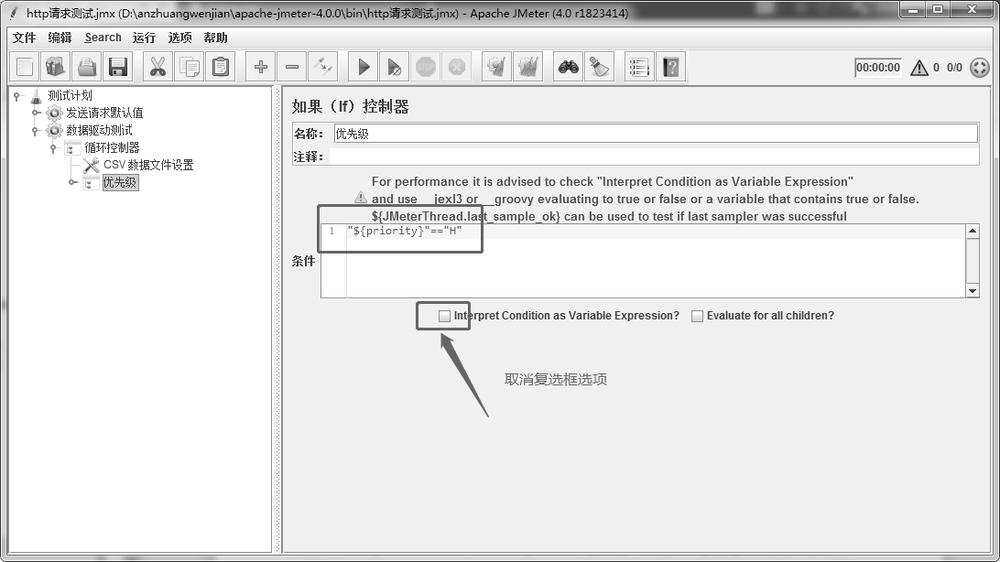 http请求测试.jmx (D:\anzhuangwenjian\apache-jmeter-4.0.0\bin\http请求测试.jmx) - Apache JMeter (4.0 r1823414)
文件 编辑 Search 运行 选项 帮助
STOP 00:00:00 0 0/0
测试计划
发送请求默认值
数据驱动测试
循环控制器
CSV 数据文件设置
优先级
如果（If）控制器
名称： 优先级
注释：
For performance it is advised to check "Interpret Condition as Variable Expression"
and use __jexl3 or __groovy evaluating to true or false or a variable that contains true or false.
${JMeterThread.last_sample_ok} can be used to test if last sampler was successful
条件
1 "${priority}"=="H"
Interpret Condition as Variable Expression? Evaluate for all children?
取消复选框选项